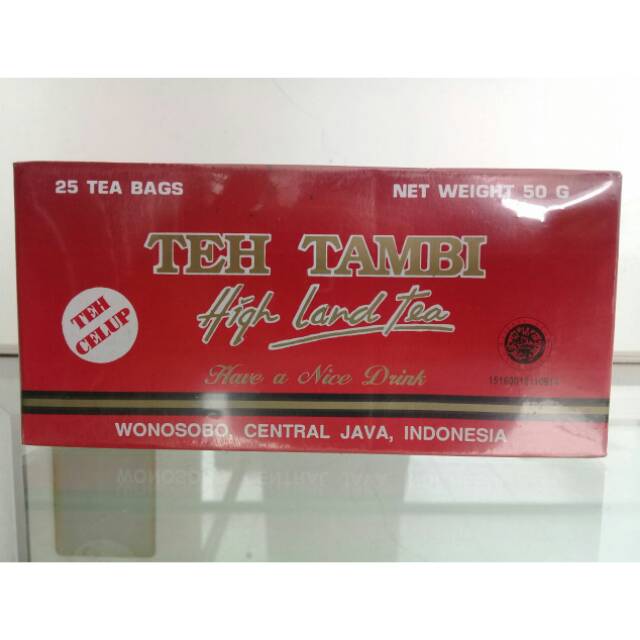 25 TEA BAGS NET WEIGHT 50 G
TEH TAMBI
High Land Tea
TEH
CELUP
Have a Nice Drink
WONOSOBO, CENTRAL JAVA, INDONESIA